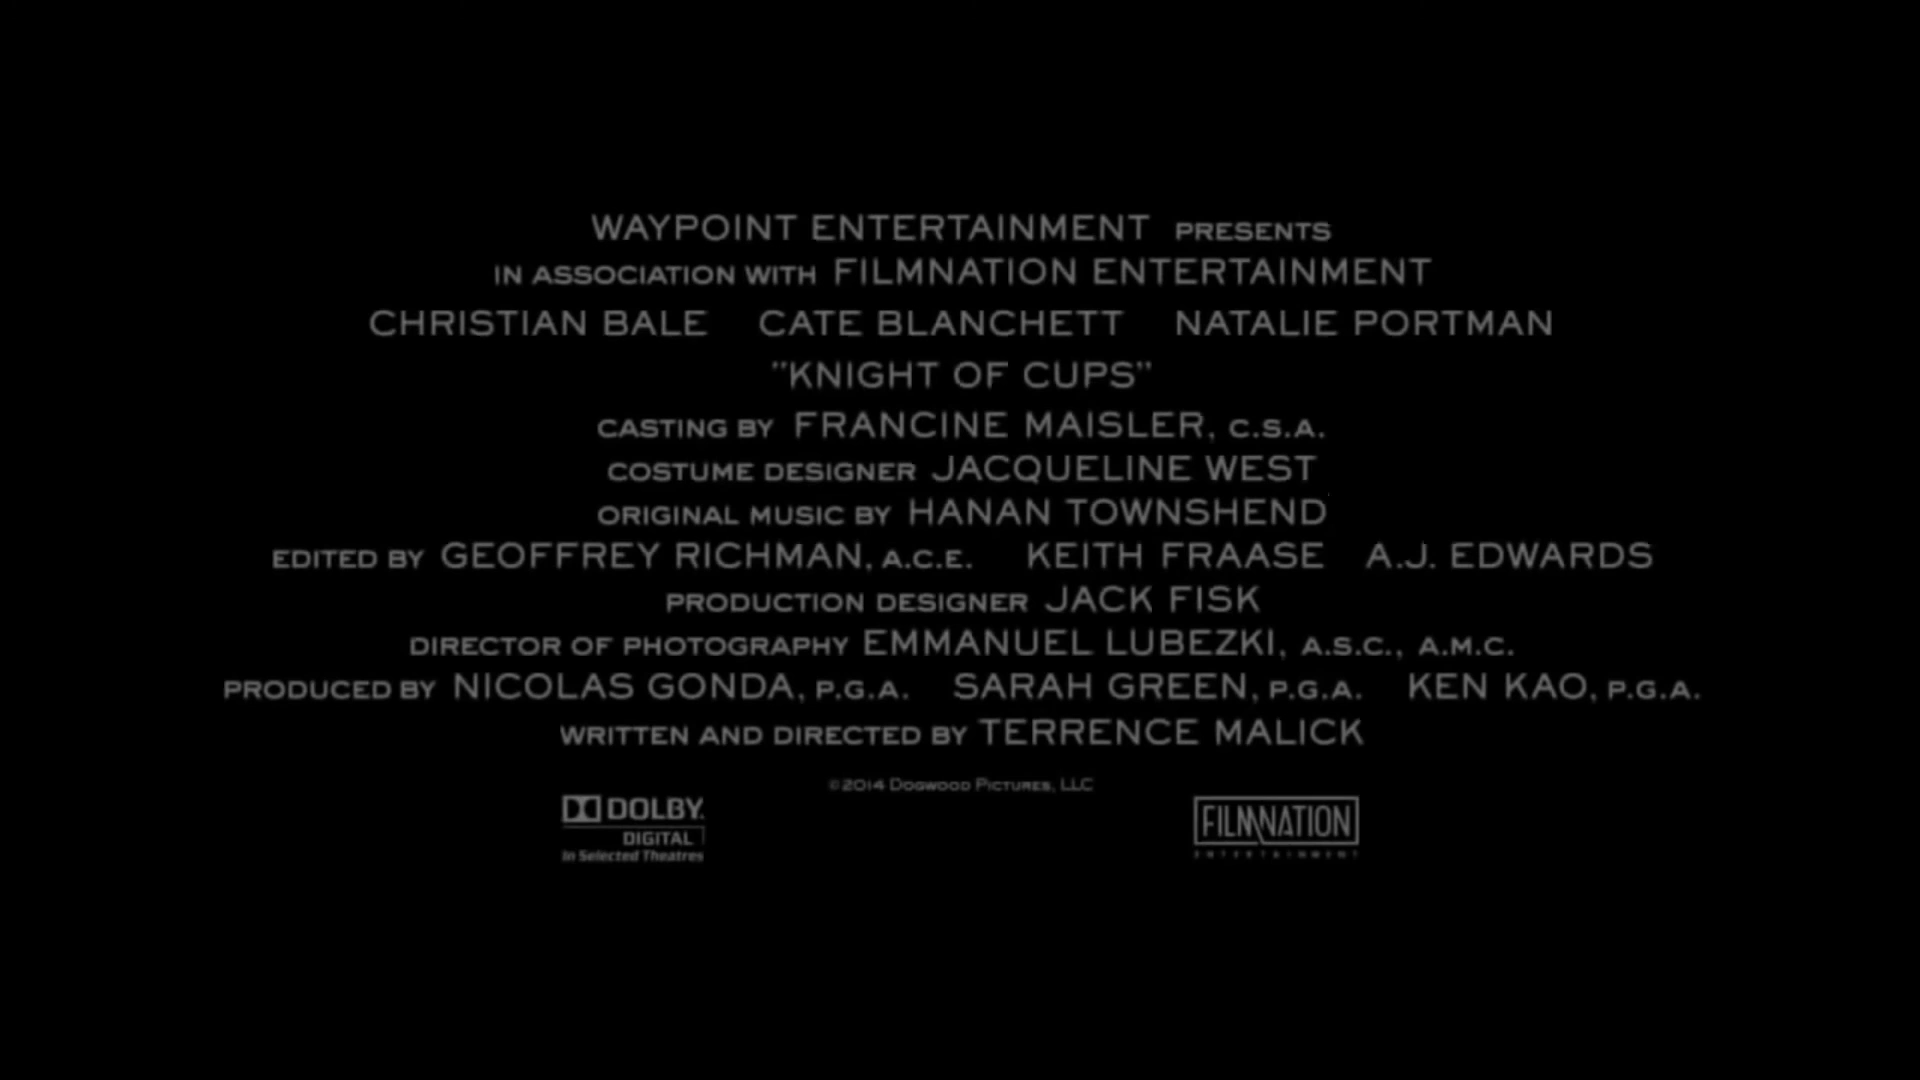 WAYPOINT ENTERTAINMENT PRESENTS
IN ASSOCIATION WITH FILMNATION ENTERTAINMENT
CHRISTIAN BALE CATE BLANCHETT NATALIE PORTMAN
"KNIGHT OF CUPS"
CASTING BY FRANCINE MAISLER, C.S.A.
COSTUME DESIGNER JACQUELINE WEST
ORIGINAL MUSIC BY HANAN TOWNSHEND
EDITED BY GEOFFREY RICHMAN, A.C.E. KEITH FRAASE A.J. EDWARDS
PRODUCTION DESIGNER JACK FISK
DIRECTOR OF PHOTOGRAPHY EMMANUEL LUBEZKI, A.S.C., A.M.C.
PRODUCED BY NICOLAS GONDA, P.G.A. SARAH GREEN, P.G.A. KEN KAO, P.G.A.
WRITTEN AND DIRECTED BY TERRENCE MALICK
©2014 DOGWOOD PICTURES, LLC
DOLBY
DIGITAL
In Selected Theatres
FILMNATION
ENTERTAINMENT